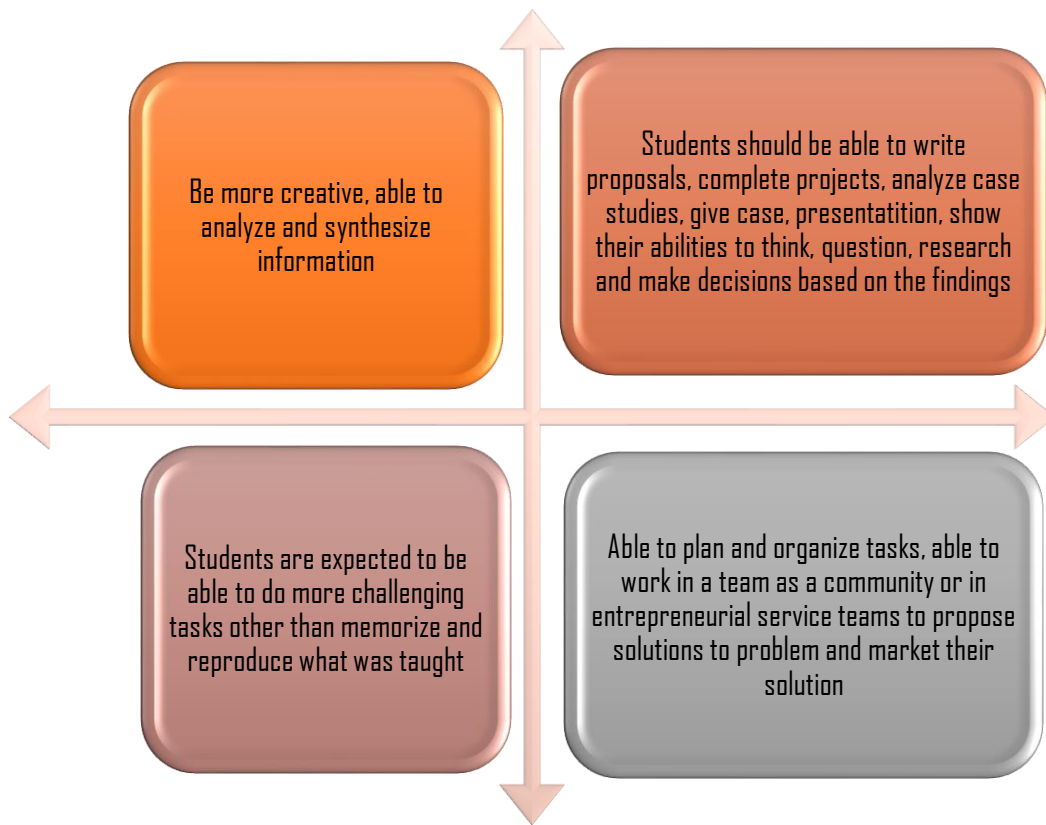 Be more creative, able to
analyze and synthesize
information
Students should be able to write
proposals, complete projects, analyze case
studies, give case, presentatition, show
their abilities to think, question, research
and make decisions based on the findings
Students are expected to be
able to do more challenging
tasks other than memorize and
reproduce what was taught
Able to plan and organize tasks, able to
work in a team as a community or in
entrepreneurial service teams to propose
solutions to problem and market their
solution